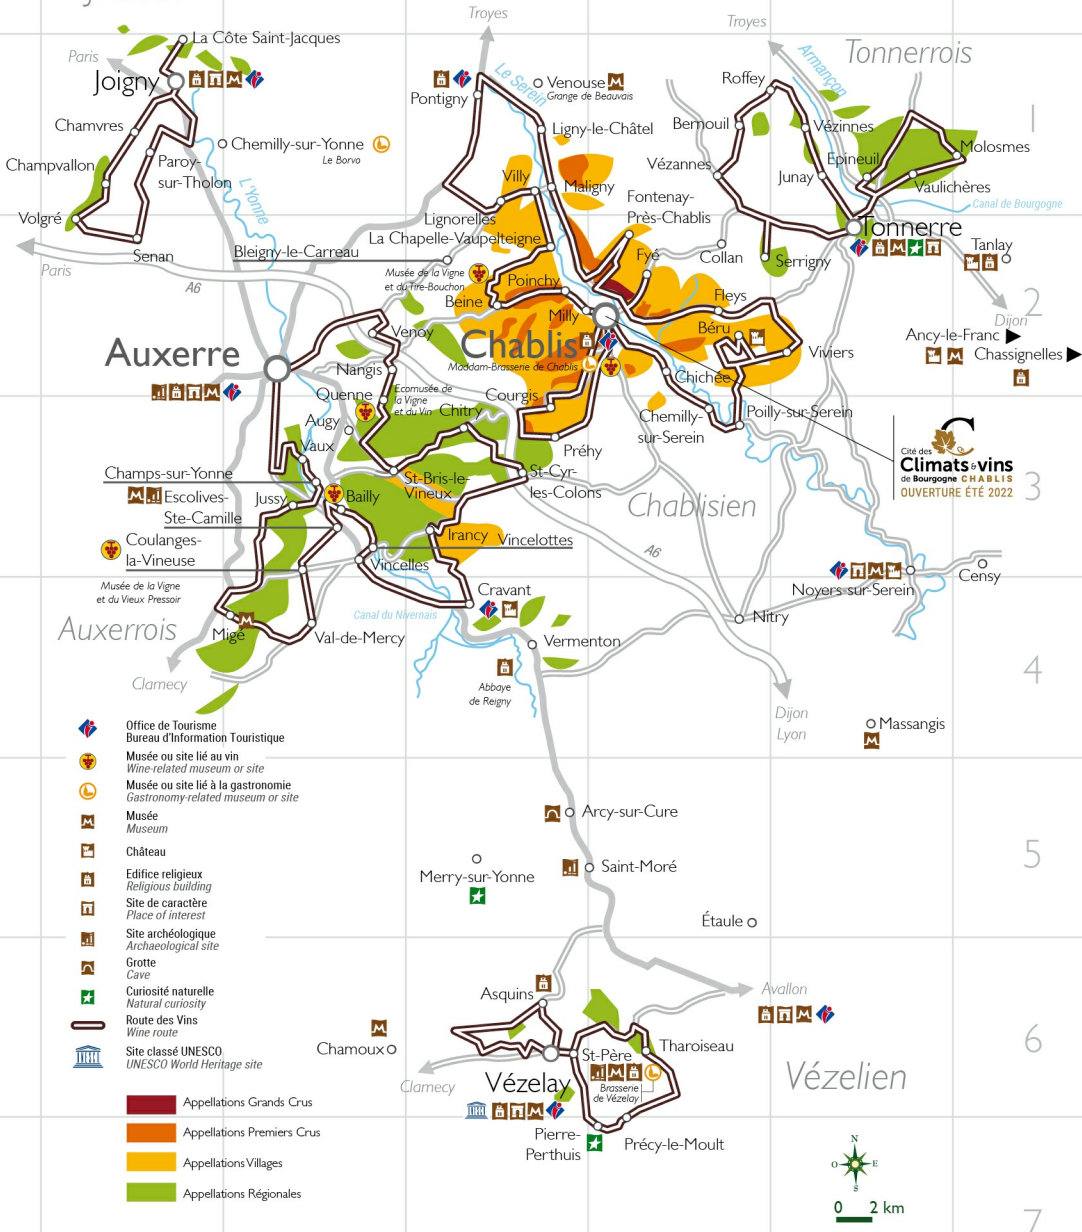 Troyes
Troyes
La Côte Saint-Jacques
Paris
Joigny
Tonnerrois
Armançon
Le Serein
Venouse
Grange de Beauvais
Roffey
Pontigny
1
Chamvres
Ligny-le-Châtel
Bernouil
Vézinnes
Chemilly-sur-Yonne
Le Borvo
Molosmes
Champvallon
Paroy-
sur-Tholon
Vézannes
Epineuil
Villy
Maligny
Junay
Vaulichères
L'Yonne
Fontenay-
Près-Chablis
Canal de Bourgogne
Volgré
Lignorelles
Tonnerre
La Chapelle-Vaupelteigne
Bleigny-le-Carreau
Senan
Fyé
Collan
Serrigny
Tanlay
Paris
A6
Musée de la Vigne
et du Tire-Bouchon
Poinchy
Beine
Fleys
2
Milly
Dijon
Venoy
Béru
Ancy-le-Franc
Auxerre
Chablis
Viviers
Chassignelles
Maddam-Brasserie de Chablis
Nangis
Chichée
Quenne
Ecomusée de
la Vigne
et du Vin
Courgis
Chitry
Chemilly-
sur-Serein
Poilly-sur-Serein
Augy
Vaux
Préhy
Cité des
Climats & vins
de Bourgogne CHABLIS
OUVERTURE ÉTÉ 2022
Champs-sur-Yonne
St-Bris-le-
Vineux
St-Cyr-
les-Colons
3
Escolives-
Ste-Camille
Jussy
Bailly
Chablisien
Coulanges-
la-Vineuse
Irancy
Vincelottes
A6
Vincelles
Musée de la Vigne
et du Vieux Pressoir
Cravant
Noyers sur-Serein
Censy
Canal du Nivernais
Auxerrois
Migé
Val-de-Mercy
Nitry
Vermenton
Clamecy
Abbaye
de Reigny
4
Dijon
Lyon
Massangis
Office de Tourisme
Bureau d'Information Touristique
Musée ou site lié au vin
Wine-related museum or site
Musée ou site lié à la gastronomie
Gastronomy-related museum or site
Musée
Museum
Château
Edifice religieux
Religious building
Site de caractère
Place of interest
Site archéologique
Archaeological site
Grotte
Cave
Curiosité naturelle
Natural curiosity
Route des Vins
Wine route
Site classé UNESCO
UNESCO World Heritage site
Appellations Grands Crus
Appellations Premiers Crus
Appellations Villages
Appellations Régionales
Arcy-sur-Cure
5
Saint-Moré
Merry-sur-Yonne
Étaule
Asquins
Avallon
6
Chamoux
St-Père
Tharoiseau
Clamecy
Vézelay
Brasserie
de Vézelay
Vézelien
Pierre-
Perthuis
Précy-le-Moult
N
O
E
S
0 2 km
7